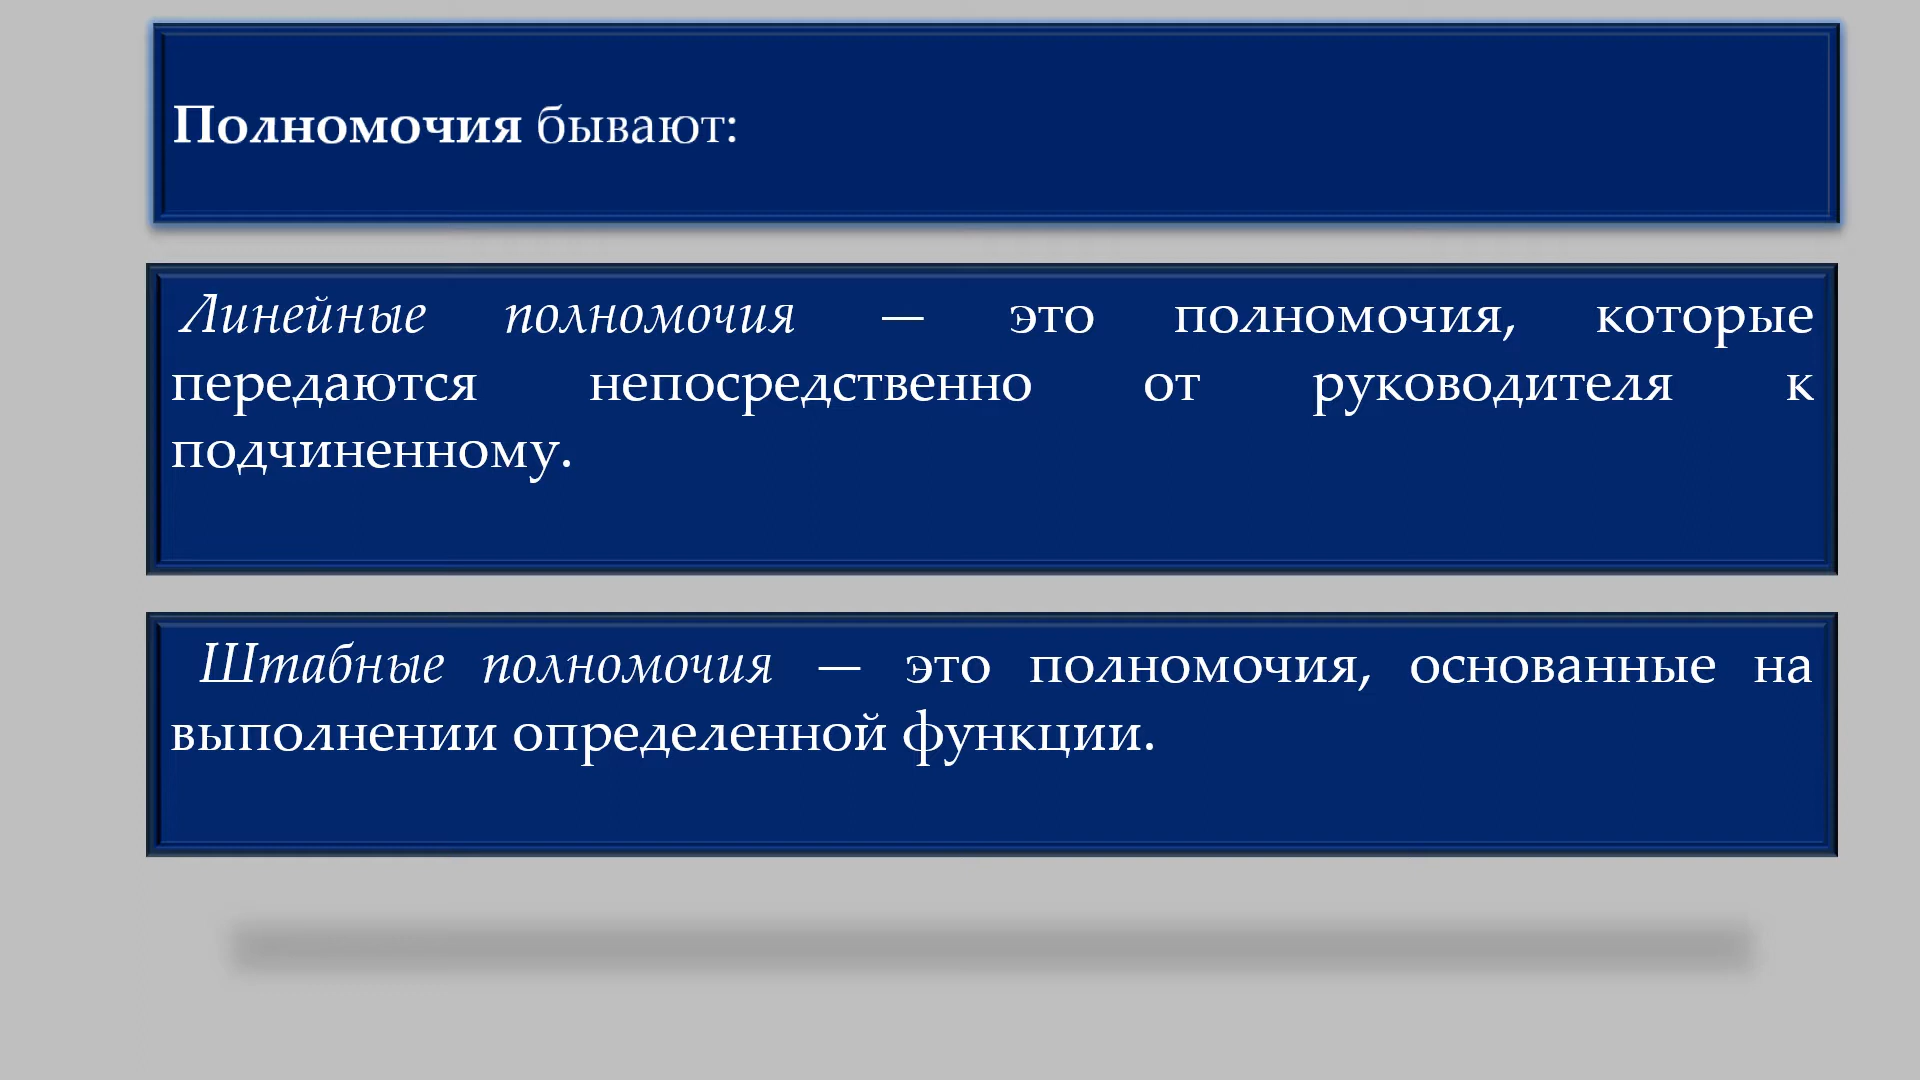 Полномочия бывают:
Линейные полномочия — это полномочия, которые
передаются непосредственно от руководителя к
подчиненному.
Штабные полномочия — это полномочия, основанные на
выполнении определенной функции.